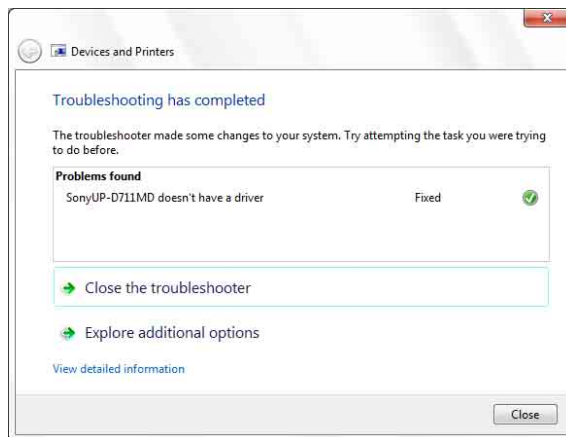 Devices and Printers
Troubleshooting has completed
The troubleshooter made some changes to your system. Try attempting the task you were trying
to do before.
Problems found
SonyUP-D711MD doesn't have a driver Fixed
Close the troubleshooter
Explore additional options
View detailed information
Close